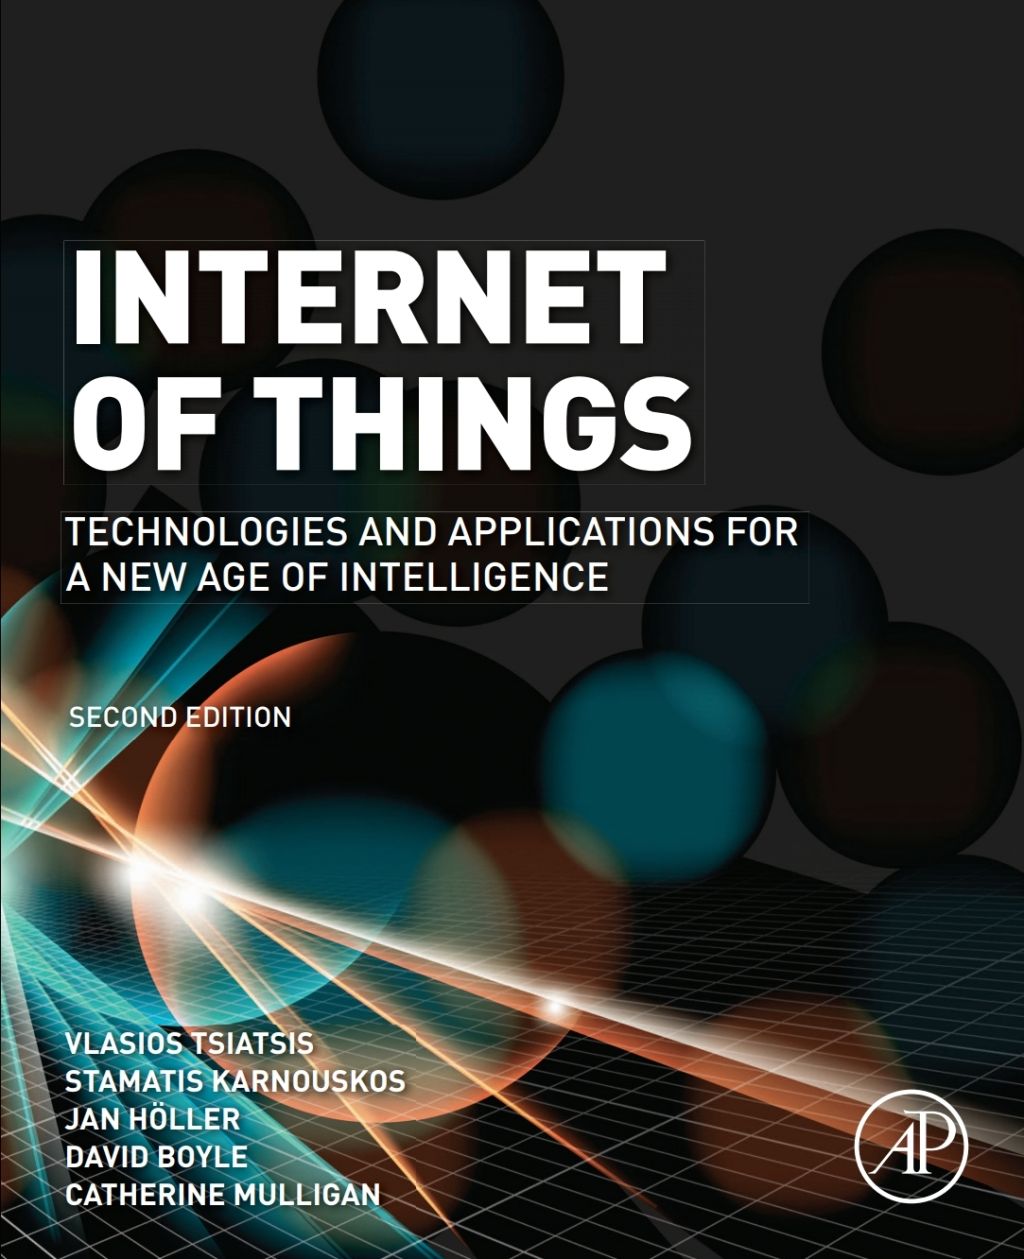 INTERNET
OF THINGS
TECHNOLOGIES AND APPLICATIONS FOR
A NEW AGE OF INTELLIGENCE
SECOND EDITION
VLASIOS TSIATSIS
STAMATIS KARNOUSKOS
JAN HÖLLER
DAVID BOYLE
CATHERINE MULLIGAN
AP